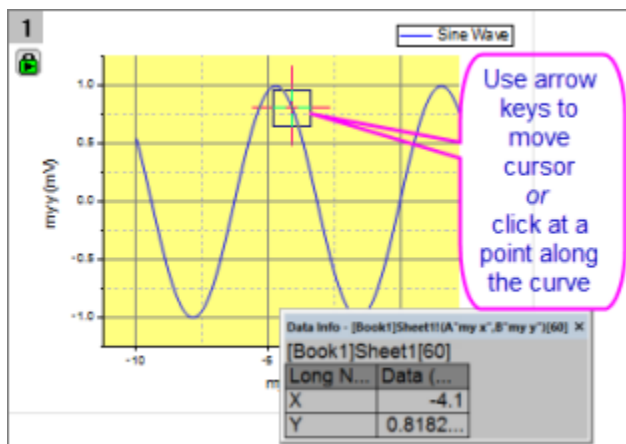 1
Sine Wave
1.0
0.5
0.0
-0.5
-1.0
my y (mV)
-10
-5
Use arrow
keys to
move
cursor
or
click at a
point along
the curve
Data Info - [Book1]Sheet1!(A"my x",B"my y")[60] ×
[Book1]Sheet1[60]
Long N... Data (...
X -4.1
Y 0.8182...